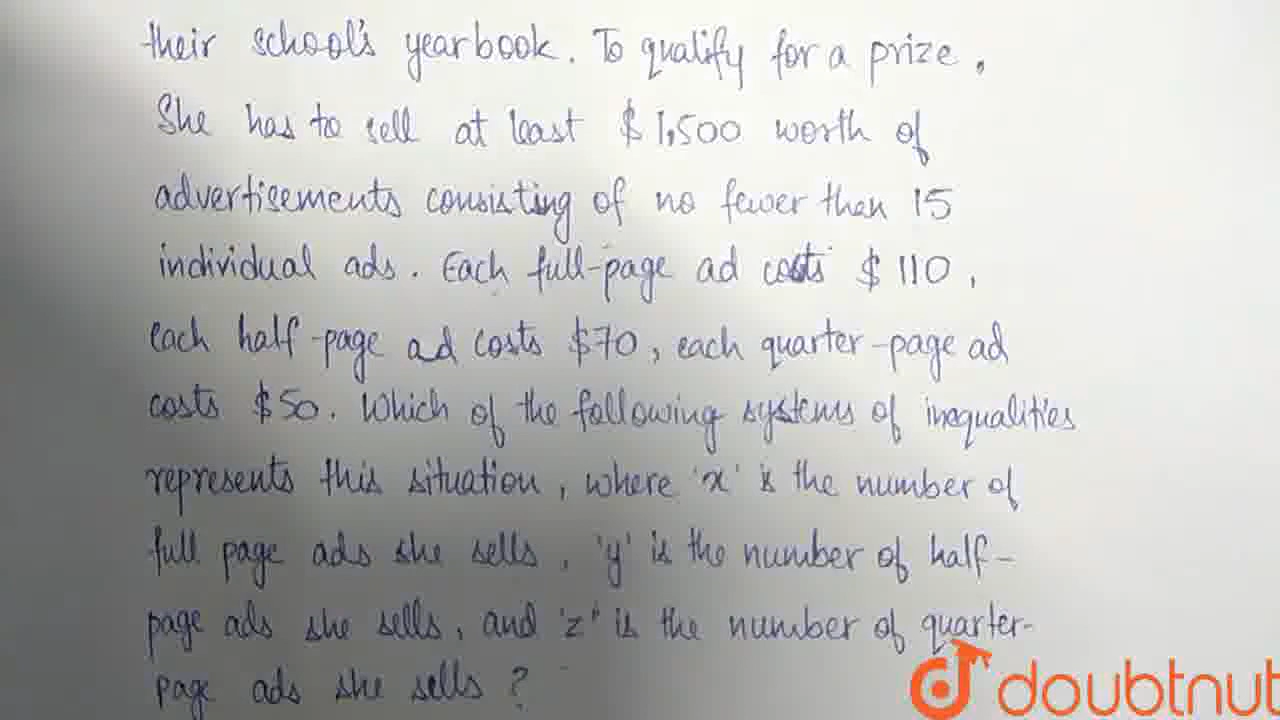 their school's yearbook. To qualify for a prize,
She has to sell at least $1,500 worth of
advertisements consisting of no fewer than 15
individual ads. Each full-page ad costs $110,
each half-page ad costs $70, each quarter-page ad
costs $50. Which of the following systems of inequalities
represents this situation, where 'x' is the number of
full page ads she sells, 'y' is the number of half-
page ads she sells, and 'z" is the number of quarter-
page ads she sells?
doubtnut